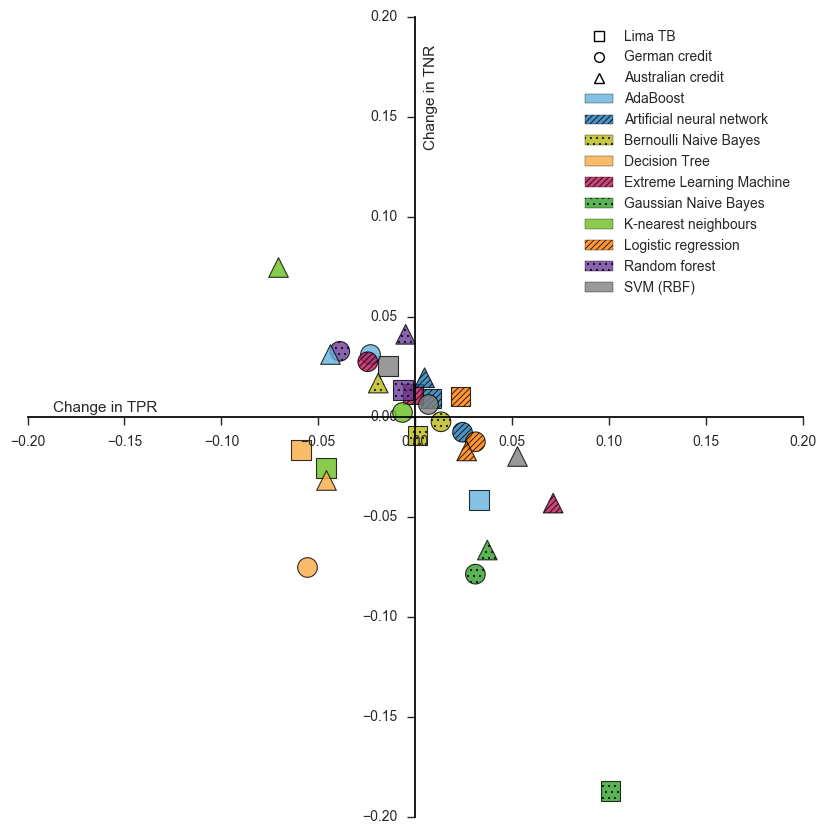 0.20
Change in TNR
Lima TB
German credit
Australian credit
AdaBoost
Artificial neural network
0.15
Bernoulli Naive Bayes
Decision Tree
Extreme Learning Machine
Gaussian Naive Bayes
0.10
K-nearest neighbours
Logistic regression
Random forest
SVM (RBF)
0.05
Change in TPR
0.00
−0.20 −0.15 −0.10 −0.05 0.05 0.10 0.15 0.20
−0.05
−0.10
−0.15
−0.20